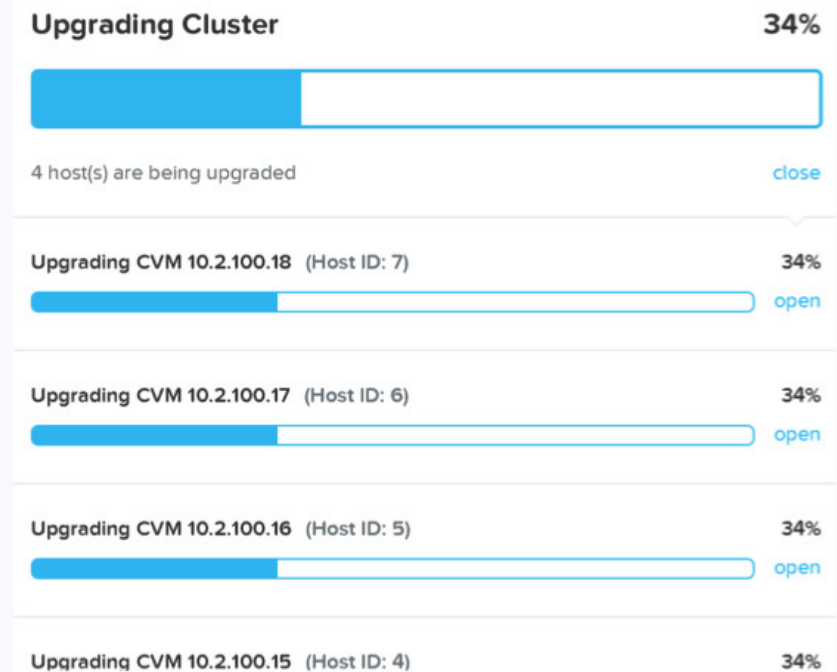 Upgrading Cluster 34%
4 host(s) are being upgraded close
Upgrading CVM 10.2.100.18 (Host ID: 7) 34%
open
Upgrading CVM 10.2.100.17 (Host ID: 6) 34%
open
Upgrading CVM 10.2.100.16 (Host ID: 5) 34%
open
Upgrading CVM 10.2.100.15 (Host ID: 4) 34%